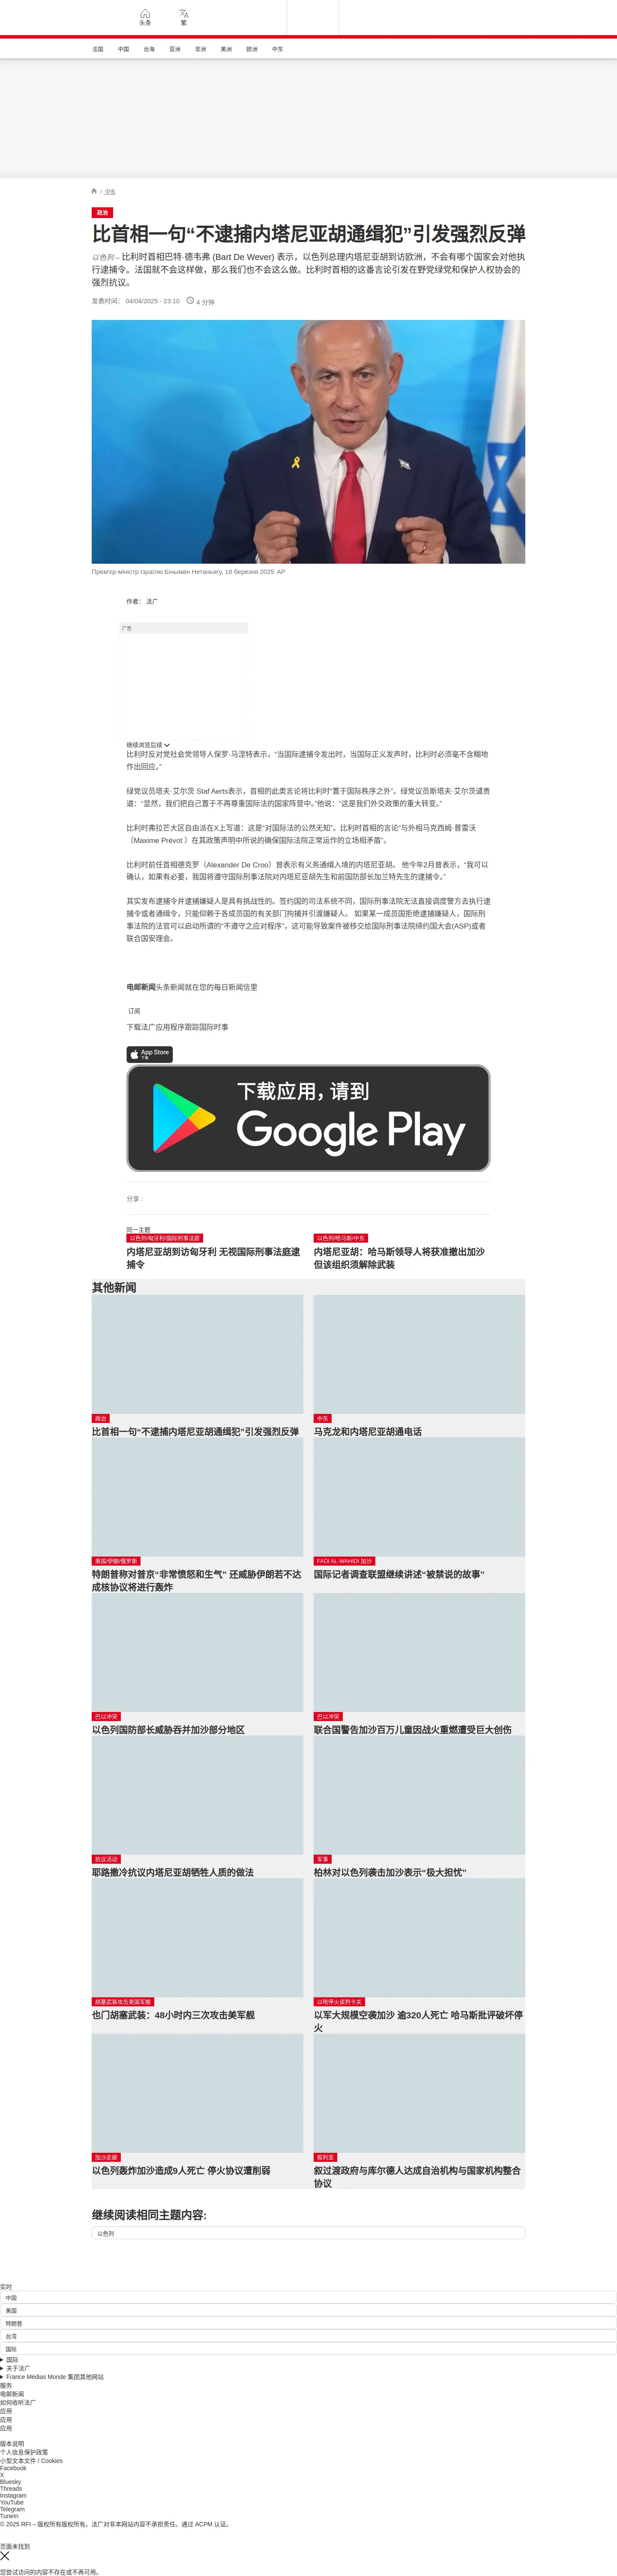 头条
繁
法国 中国 台海 亚洲 非洲 美洲 欧洲 中东
/ 中东
政治
比首相一句“不逮捕内塔尼亚胡通缉犯”引发强烈反弹
以色列 – 比利时首相巴特·德韦弗 (Bart De Wever) 表示，以色列总理内塔尼亚胡到访欧洲，不会有哪个国家会对他执
行逮捕令。法国就不会这样做，那么我们也不会这么做。比利时首相的这番言论引发在野党绿党和保护人权协会的
强烈抗议。
发表时间： 04/04/2025 - 23:10 4 分钟
Прем'єр-міністр Ізраїлю Біньямін Нетаньягу, 18 березня 2025 AP
作者： 法广
广告
继续浏览后续
比利时反对党社会党领导人保罗·马涅特表示，“当国际逮捕令发出时，当国际正义发声时，比利时必须毫不含糊地
作出回应。”
绿党议员塔夫·艾尔茨 Staf Aerts表示，首相的此类言论将比利时“置于国际秩序之外”。绿党议员斯塔夫·艾尔茨谴责
道：“显然，我们把自己置于不再尊重国际法的国家阵营中。”他说：“这是我们外交政策的重大转变。”
比利时弗拉芒大区自由派在X上写道：这是”对国际法的公然无知”。比利时首相的言论“与外相马克西姆·普雷沃
（Maxime Prévot ）在其政策声明中所说的确保国际法院正常运作的立场相矛盾”。
比利时前任首相德克罗（Alexander De Croo）曾表示有义务通缉入境的内塔尼亚胡。 他今年2月曾表示，“我可以
确认，如果有必要，我国将遵守国际刑事法院对内塔尼亚胡先生和前国防部长加兰特先生的逮捕令。”
其实发布逮捕令并逮捕嫌疑人是具有挑战性的。签约国的司法系统不同，国际刑事法院无法直接调度警方去执行逮
捕令或者通缉令，只能仰赖于各成员国的有关部门拘捕并引渡嫌疑人。 如果某一成员国拒绝逮捕嫌疑人，国际刑
事法院的法官可以启动所谓的“不遵守之应对程序”，这可能导致案件被移交给国际刑事法院缔约国大会(ASP)或者
联合国安理会。
电邮新闻头条新闻就在您的每日新闻信里
订阅
下载法广应用程序跟踪国际时事
App Store
下载
下载应用，请到
Google Play
分享 :
同一主题
以色列/匈牙利/国际刑事法庭
内塔尼亚胡到访匈牙利 无视国际刑事法庭逮
捕令
以色列/哈马斯/中东
内塔尼亚胡：哈马斯领导人将获准撤出加沙
但该组织须解除武装
其他新闻
政治
比首相一句“不逮捕内塔尼亚胡通缉犯”引发强烈反弹
中东
马克龙和内塔尼亚胡通电话
美国/伊朗/俄罗斯
特朗普称对普京“非常愤怒和生气” 还威胁伊朗若不达
成核协议将进行轰炸
FADI AL-WAHIDI 加沙
国际记者调查联盟继续讲述“被禁说的故事”
巴以冲突
以色列国防部长威胁吞并加沙部分地区
巴以冲突
联合国警告加沙百万儿童因战火重燃遭受巨大创伤
抗议活动
耶路撒冷抗议内塔尼亚胡牺牲人质的做法
军事
柏林对以色列袭击加沙表示“极大担忧”
胡塞武装攻击美国军舰
也门胡塞武装：48小时内三次攻击美军舰
以哈停火谈判卡关
以军大规模空袭加沙 逾320人死亡 哈马斯批评破坏停
火
加沙走廊
以色列轰炸加沙造成9人死亡 停火协议遭削弱
叙利亚
叙过渡政府与库尔德人达成自治机构与国家机构整合
协议
继续阅读相同主题内容:
以色列
实时
中国
美国
特朗普
台湾
国际
国际
关于法广
France Médias Monde 集团其他网站
服务
电邮新闻
如何收听法广
应用
应用
应用
版本说明
个人信息保护政策
小型文本文件 / Cookies
Facebook
X
Bluesky
Threads
Instagram
YouTube
Telegram
TuneIn
© 2025 RFI – 版权所有版权所有。法广对非本网站内容不承担责任。通过 ACPM 认证。
页面未找到
您尝试访问的内容不存在或不再可用。